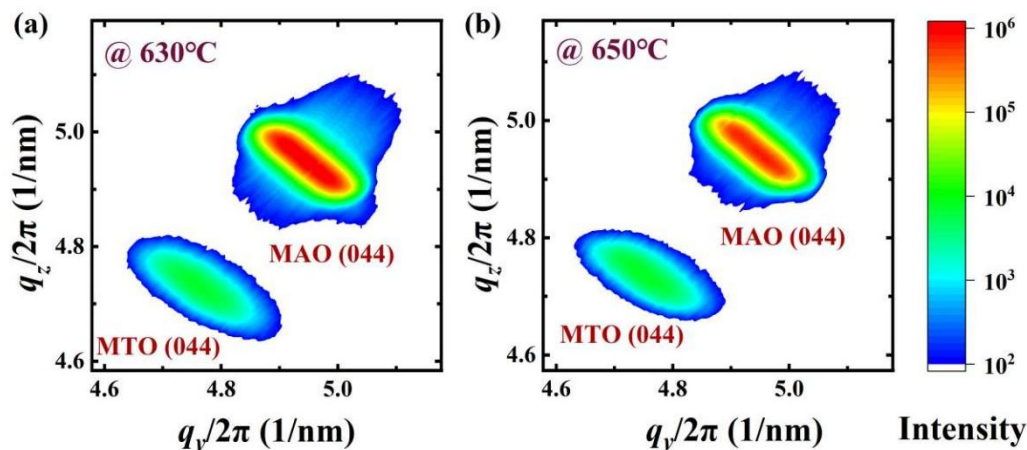 (a)
@ 630°C
MAO (044)
MTO (044)
5.0
4.8
4.6
q_z/2π (1/nm)
4.6 4.8 5.0
q_y/2π (1/nm)
(b)
@ 650°C
MAO (044)
MTO (044)
5.0
4.8
4.6
q_z/2π (1/nm)
4.6 4.8 5.0
q_y/2π (1/nm)
10⁶
10⁵
10⁴
10³
10²
Intensity